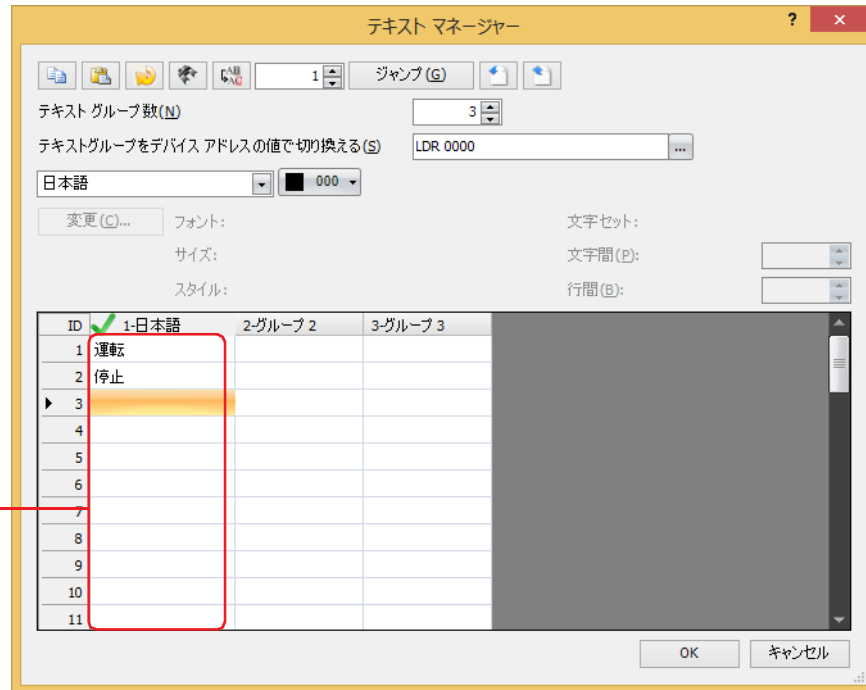 テキスト マネージャー
? ×
1 ジャンプ(G)
テキスト グループ数(N) 3
テキストグループをデバイス アドレスの値で切り換える(S) LDR 0000 ...
日本語 000
変更(C)... フォント: 文字セット:
サイズ: 文字間(P):
スタイル: 行間(B):
ID 1-日本語 2-グループ 2 3-グループ 3
1 運転
2 停止
3
4
5
6
7
8
9
10
11
OK キャンセル